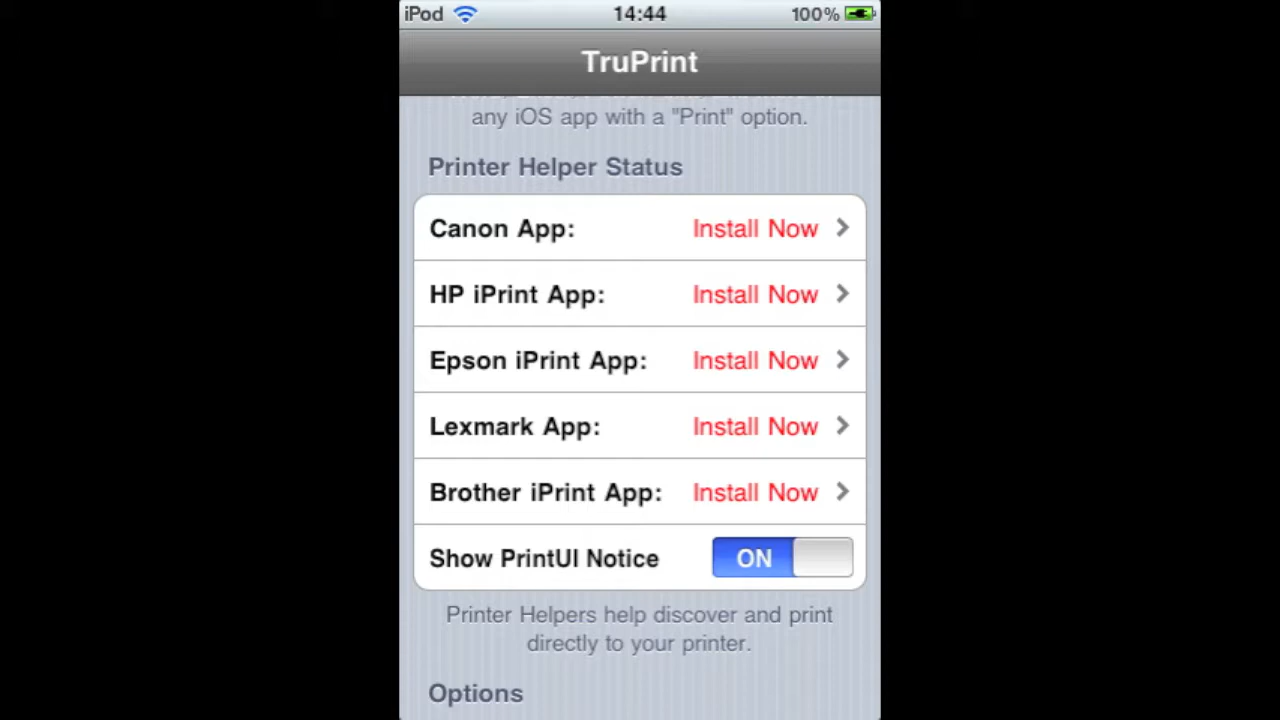 iPod 14:44 100%
TruPrint
any iOS app with a "Print" option.
Printer Helper Status
Canon App: Install Now
HP iPrint App: Install Now
Epson iPrint App: Install Now
Lexmark App: Install Now
Brother iPrint App: Install Now
Show PrintUI Notice ON
Printer Helpers help discover and print
directly to your printer.
Options